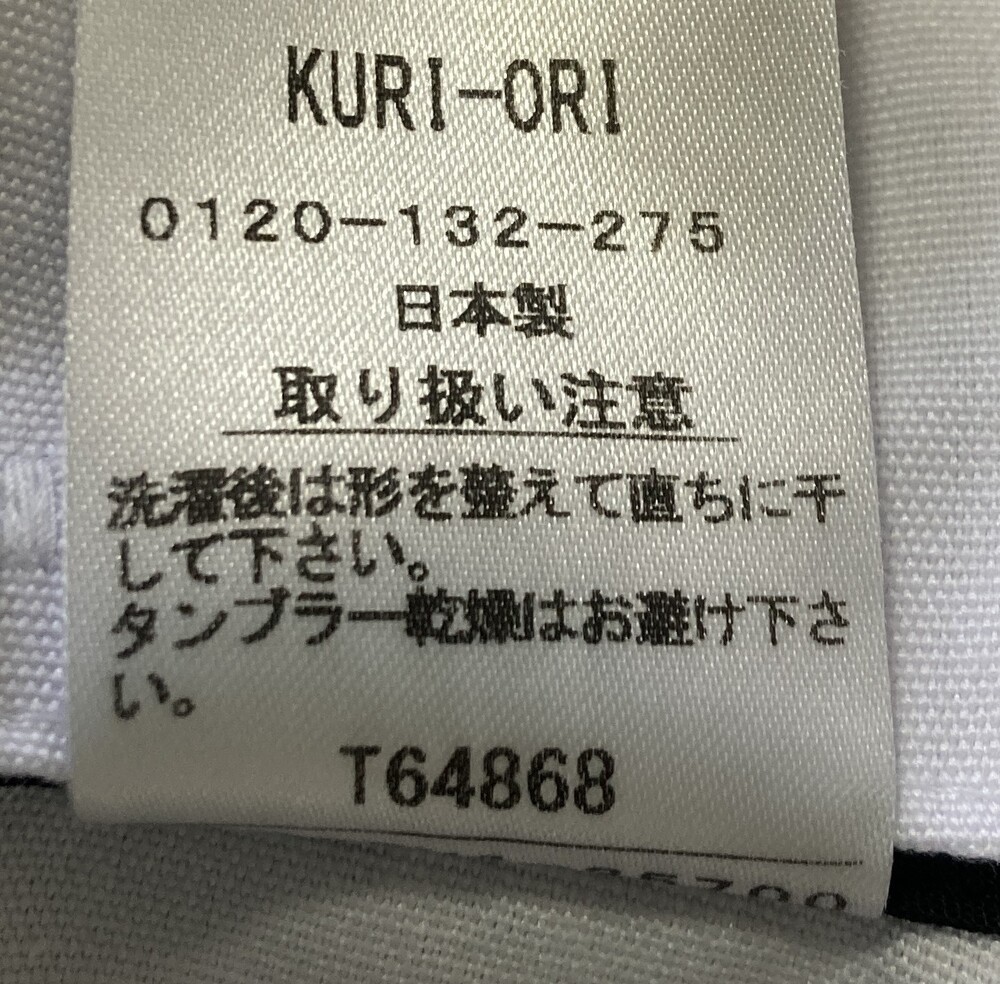 KURI-ORI
0120-132-275
日本製
取り扱い注意
洗濯後は形を整えて直ちに干
して下さい。
タンブラー乾燥はお避け下さ
い。
T64868